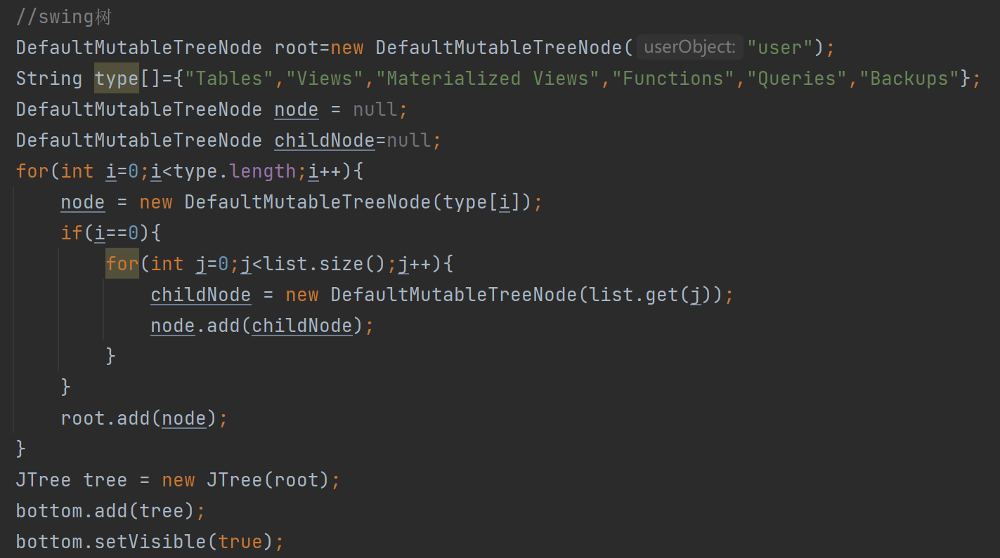 //swing树
DefaultMutableTreeNode root=new DefaultMutableTreeNode( userObject: "user");
String type[]={"Tables","Views","Materialized Views","Functions","Queries","Backups"};
DefaultMutableTreeNode node = null;
DefaultMutableTreeNode childNode=null;
for(int i=0;i<type.length;i++){
    node = new DefaultMutableTreeNode(type[i]);
    if(i==0){
        for(int j=0;j<list.size();j++){
            childNode = new DefaultMutableTreeNode(list.get(j));
            node.add(childNode);
        }
    }
    root.add(node);
}
JTree tree = new JTree(root);
bottom.add(tree);
bottom.setVisible(true);